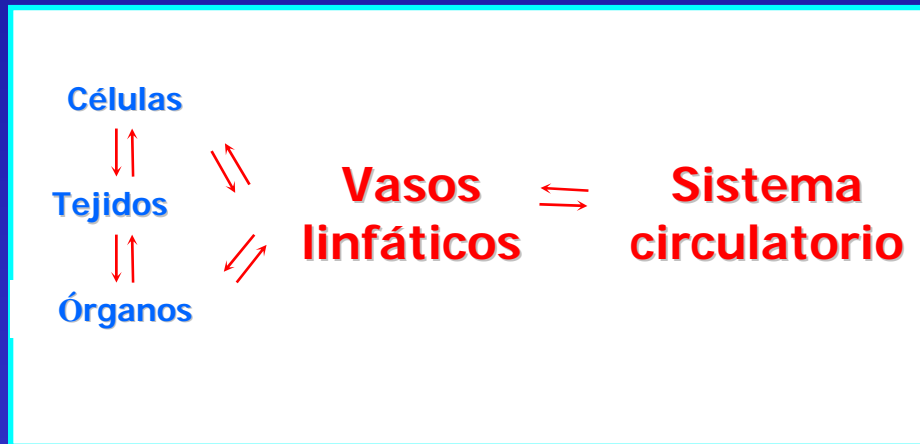 Células
Tejidos
Órganos
Vasos
linfáticos
Sistema
circulatorio